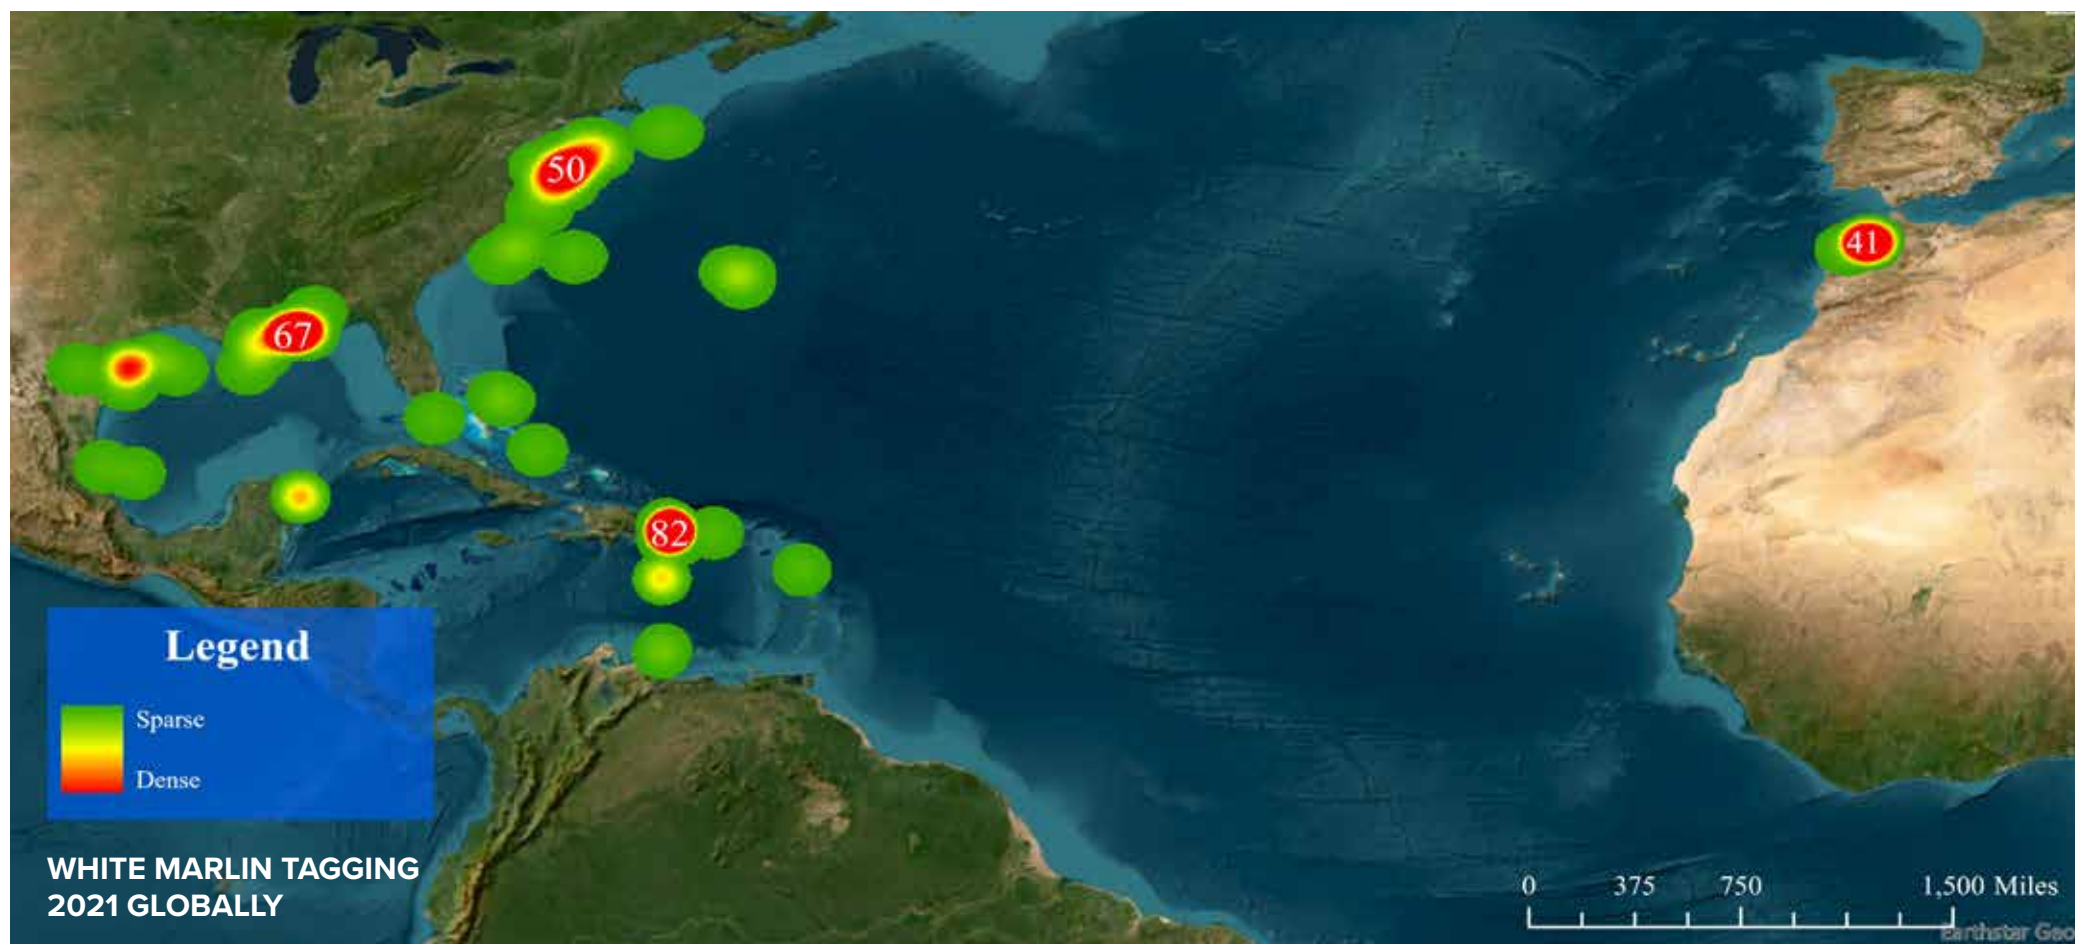 50
41
67
82
Legend
Sparse
Dense
WHITE MARLIN TAGGING
2021 GLOBALLY
0 375 750 1,500 Miles
Earthstar Geo